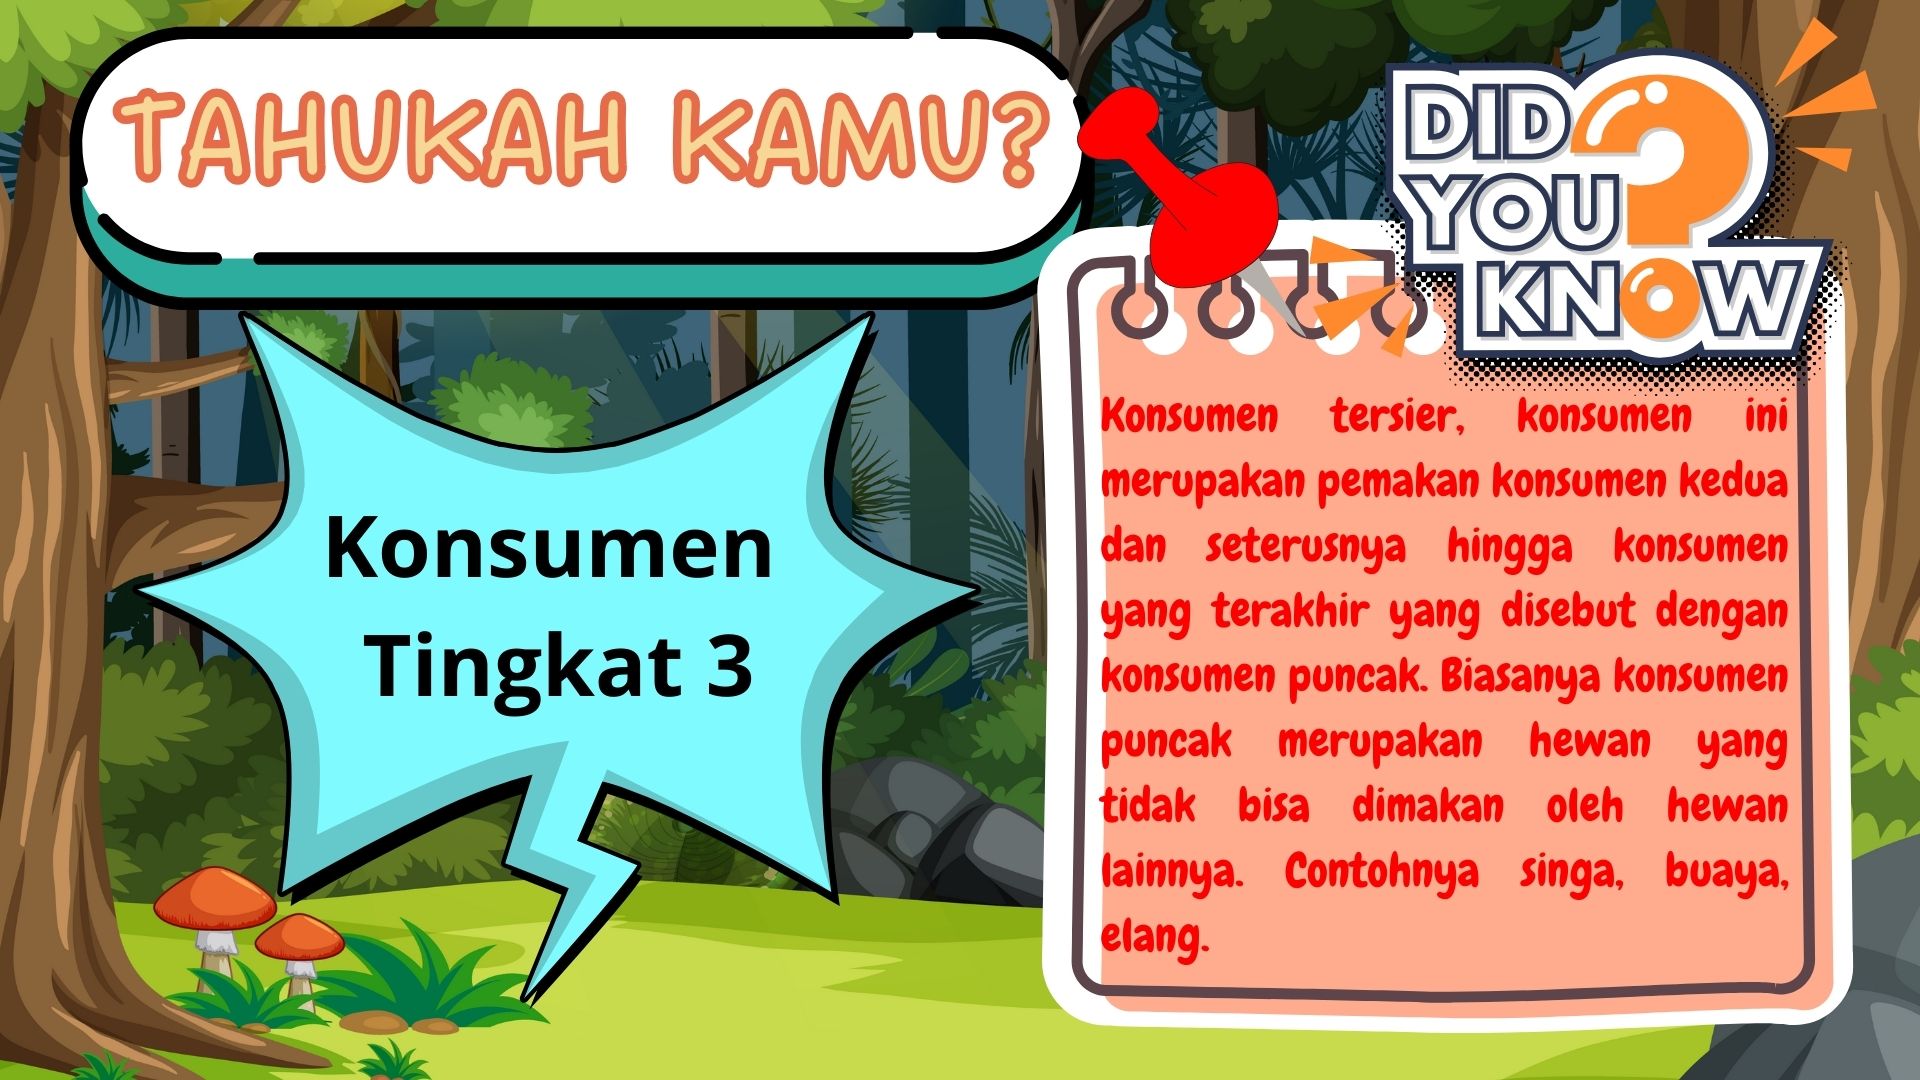 TAHUKAH KAMU?
DID
YOU
KNOW
Konsumen
Tingkat 3
Konsumen tersier, konsumen ini
merupakan pemakan konsumen kedua
dan seterusnya hingga konsumen
yang terakhir yang disebut dengan
konsumen puncak. Biasanya konsumen
puncak merupakan hewan yang
tidak bisa dimakan oleh hewan
lainnya. Contohnya singa, buaya,
elang.